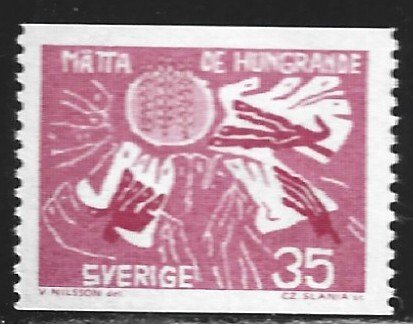 MÄTTA DE HUNGRANDE
SVERIGE 35
V. NILSSON del. CZ. SLANIA sc.